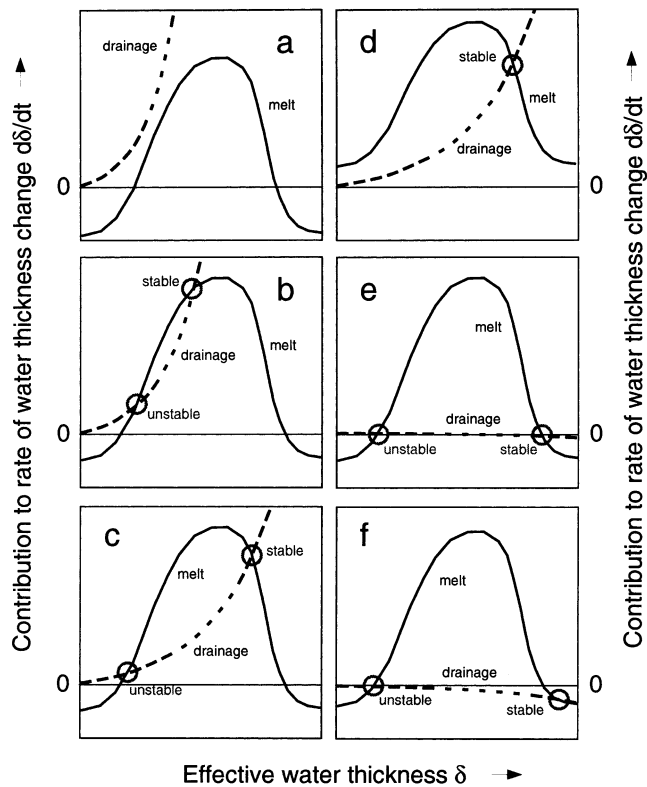 Contribution to rate of water thickness change dδ/dt
drainage
a
melt
0
b
stable
drainage
melt
unstable
0
c
melt
stable
drainage
unstable
0
d
stable
melt
drainage
0
e
melt
drainage
unstable
stable
0
f
melt
drainage
unstable
stable
0
Contribution to rate of water thickness change dδ/dt
Effective water thickness δ